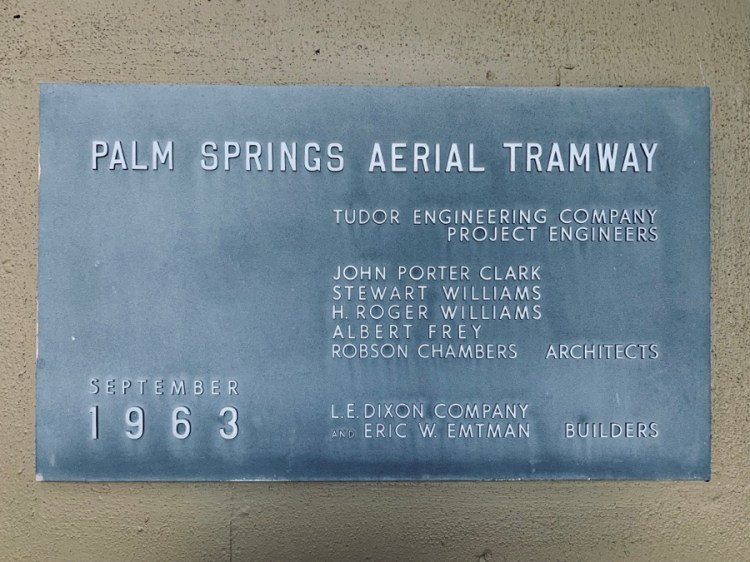 PALM SPRINGS AERIAL TRAMWAY
TUDOR ENGINEERING COMPANY
PROJECT ENGINEERS
JOHN PORTER CLARK
STEWART WILLIAMS
H. ROGER WILLIAMS
ALBERT FREY
ROBSON CHAMBERS ARCHITECTS
SEPTEMBER
1963
L.E. DIXON COMPANY
AND ERIC W. EMTMAN BUILDERS